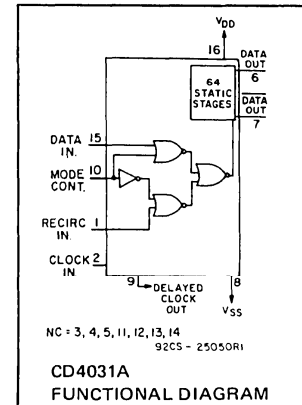 VDD
16
DATA
OUT
6
64
STATIC
STAGES
DATA
OUT
7
DATA 15
IN.
MODE 10
CONT.
RECIRC 1
IN.
CLOCK 2
IN
9
DELAYED
CLOCK
OUT
8
VSS
NC = 3, 4, 5, 11, 12, 13, 14
92CS - 25050R1
CD4031A
FUNCTIONAL DIAGRAM